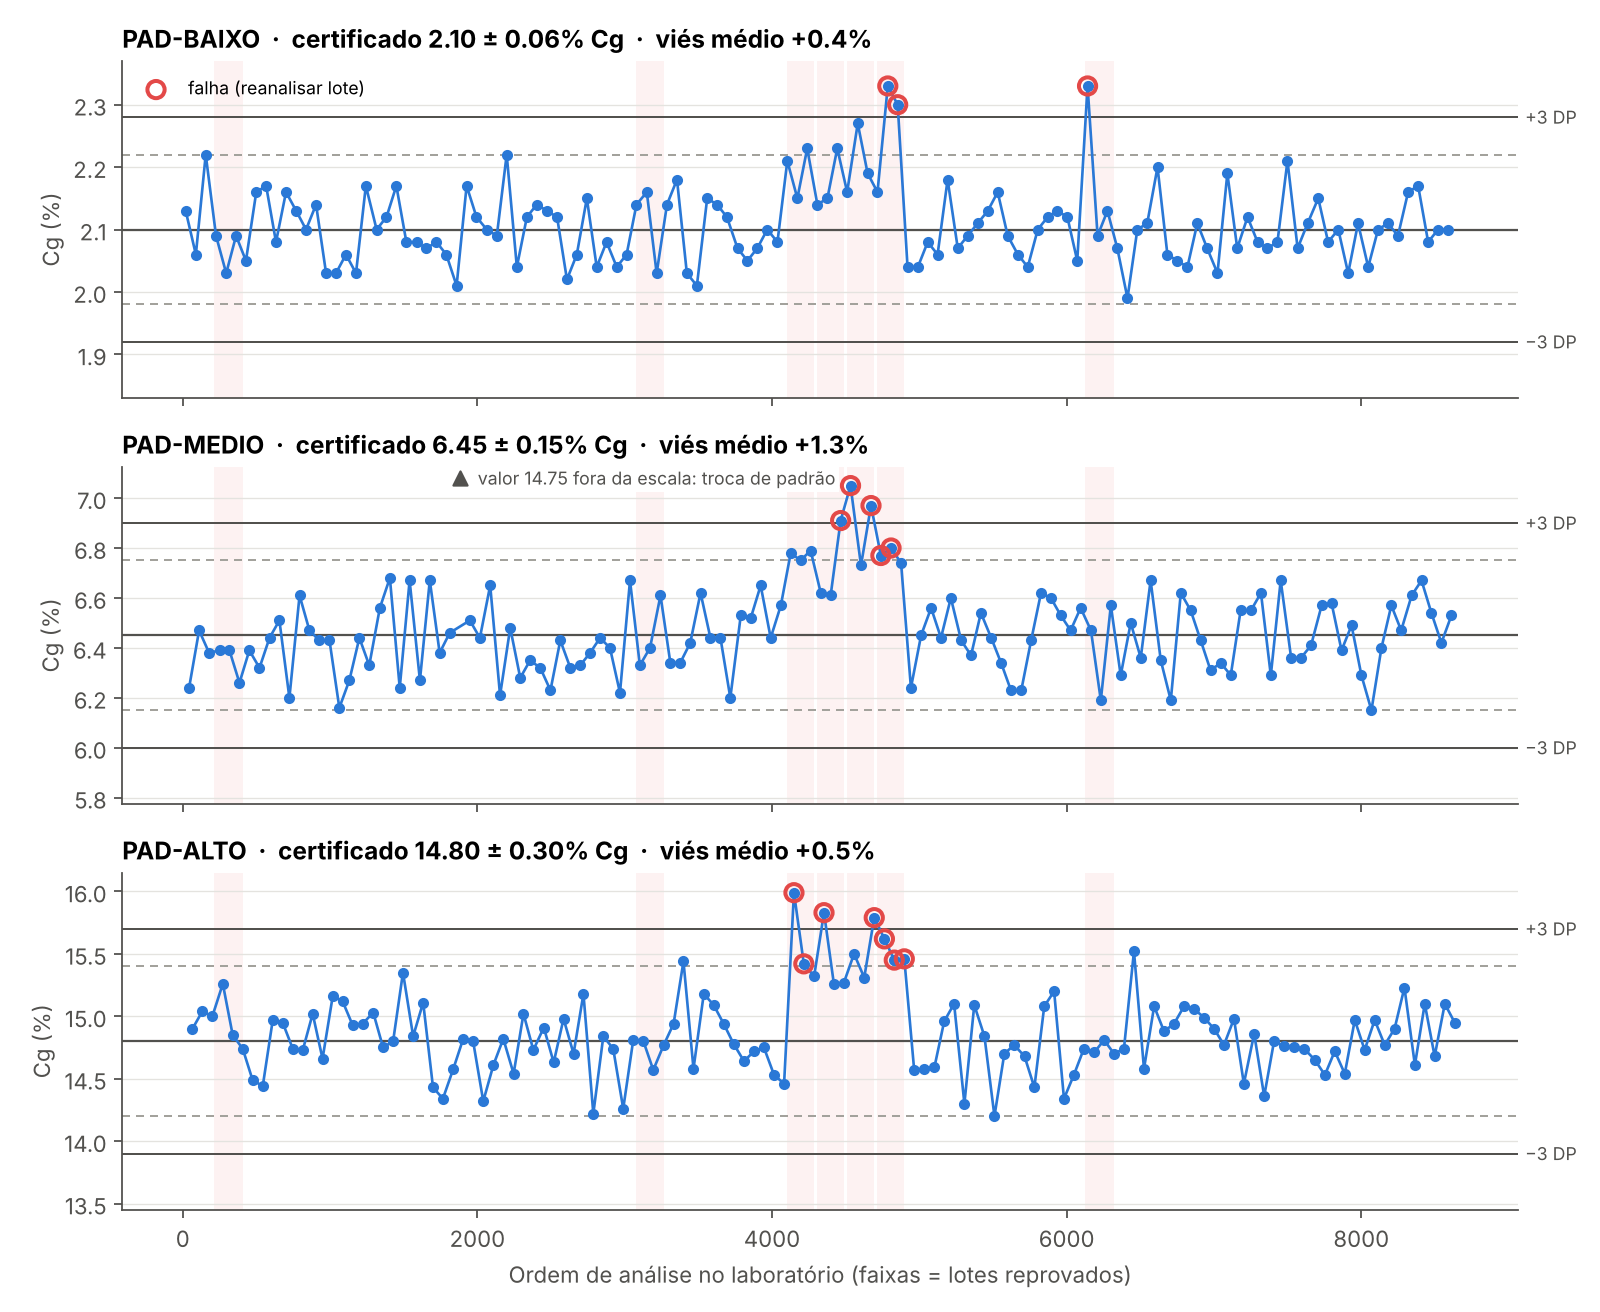 PAD-BAIXO · certificado 2.10 ± 0.06% Cg · viés médio +0.4%
falha (reanalisar lote)
2.3
2.2
2.1
2.0
1.9
Cg (%)
+3 DP
−3 DP
PAD-MEDIO · certificado 6.45 ± 0.15% Cg · viés médio +1.3%
▲ valor 14.75 fora da escala: troca de padrão
7.0
6.8
6.6
6.4
6.2
6.0
5.8
Cg (%)
+3 DP
−3 DP
PAD-ALTO · certificado 14.80 ± 0.30% Cg · viés médio +0.5%
16.0
15.5
15.0
14.5
14.0
13.5
Cg (%)
+3 DP
−3 DP
0 2000 4000 6000 8000
Ordem de análise no laboratório (faixas = lotes reprovados)